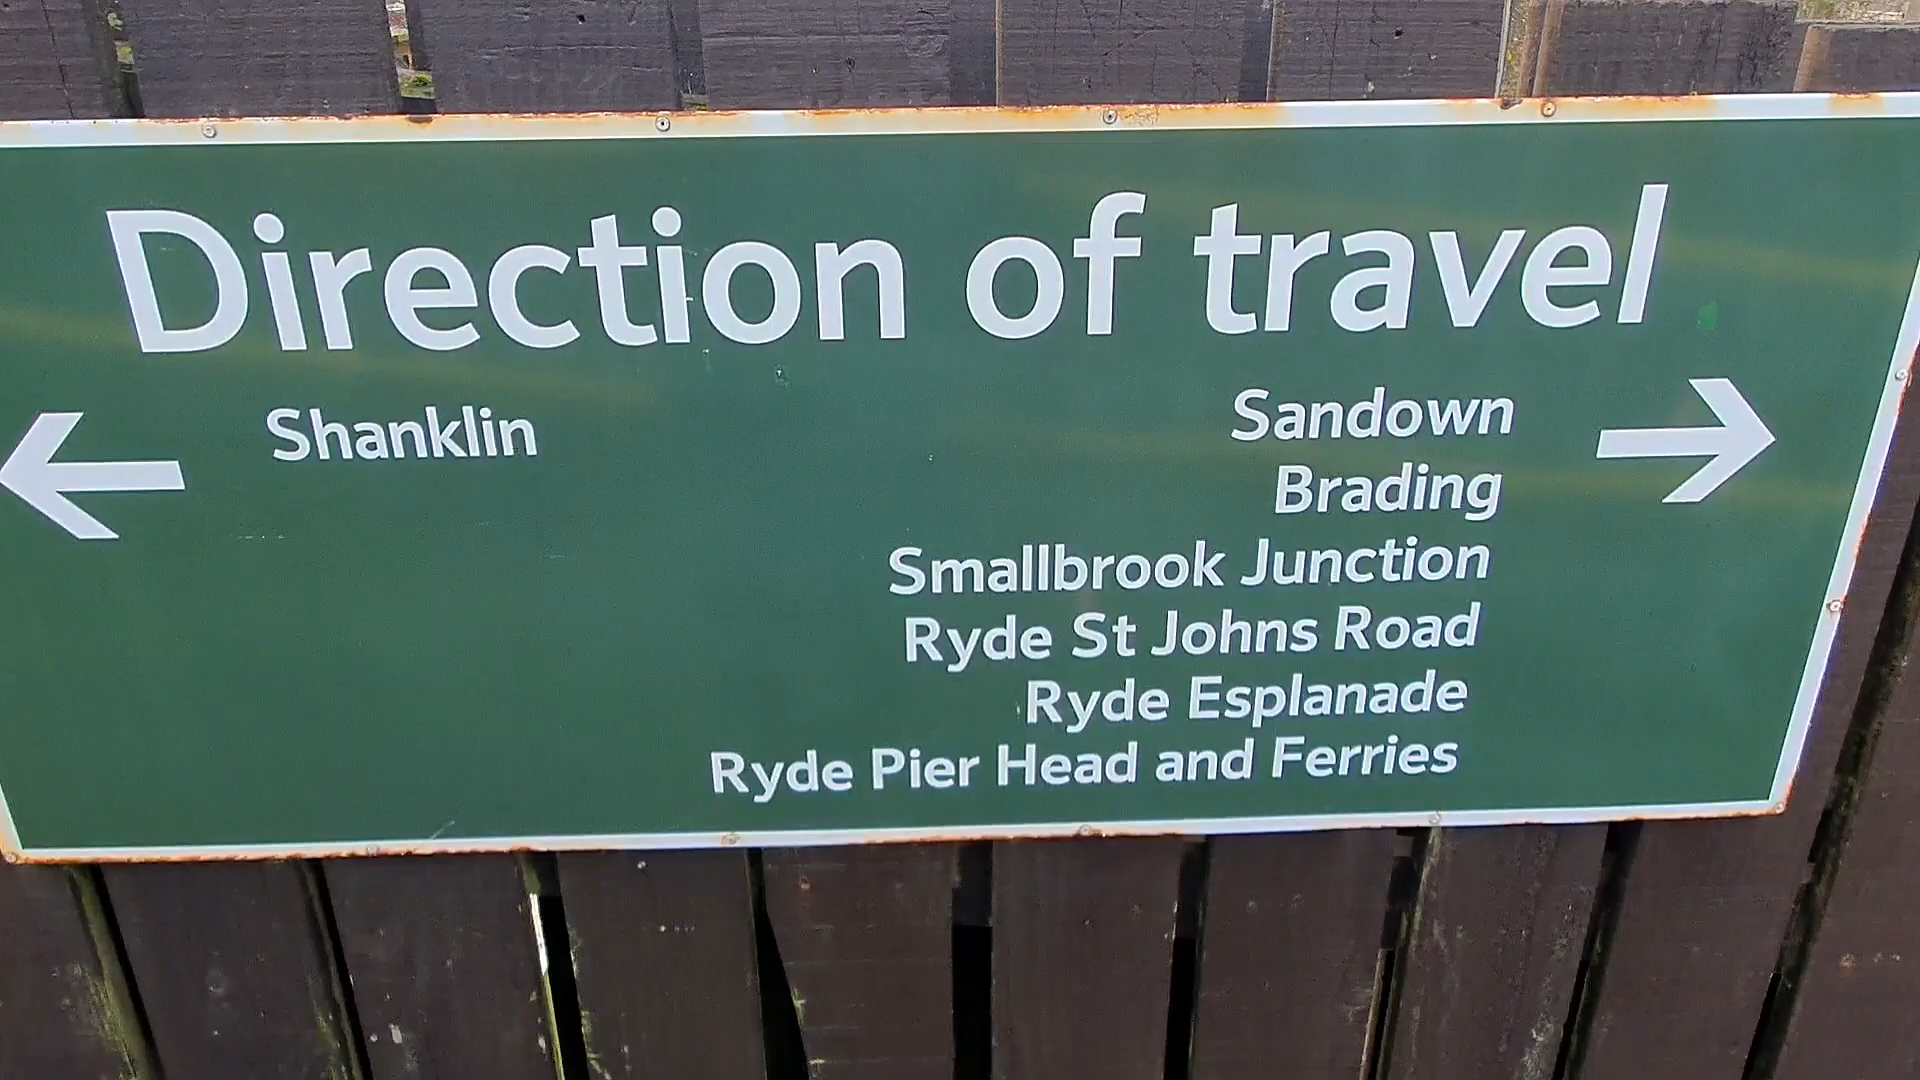 Direction of travel
Shanklin
Sandown
Brading
Smallbrook Junction
Ryde St Johns Road
Ryde Esplanade
Ryde Pier Head and Ferries